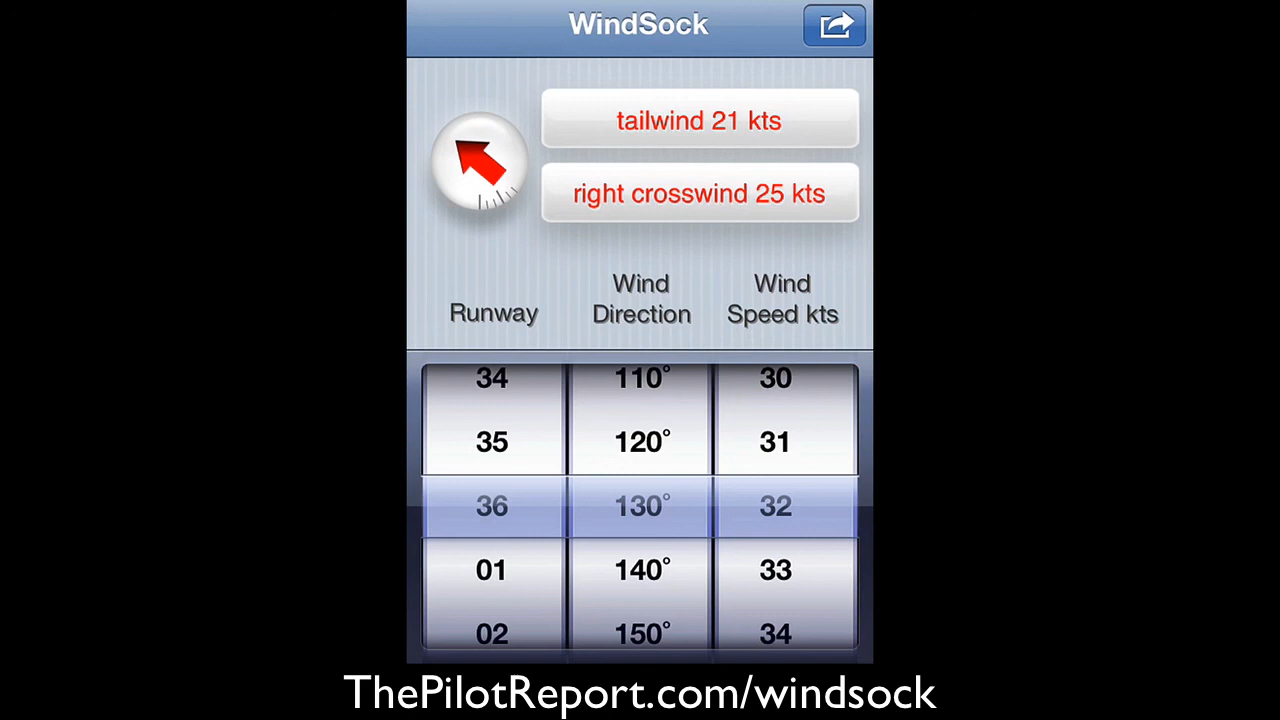 WindSock
tailwind 21 kts
right crosswind 25 kts
Runway
Wind
Direction
Wind
Speed kts
34 110° 30
35 120° 31
36 130° 32
01 140° 33
02 150° 34
ThePilotReport.com/windsock